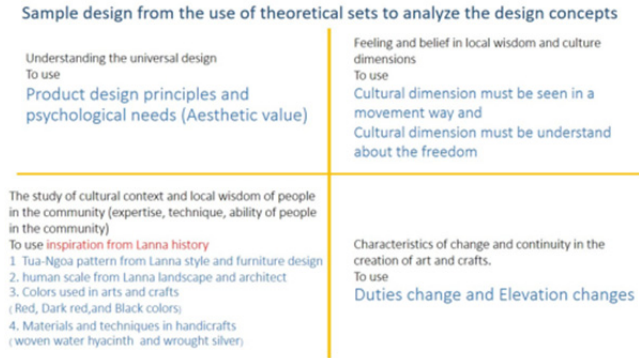 Sample design from the use of theoretical sets to analyze the design concepts
Understanding the universal design
To use
Product design principles and
psychological needs (Aesthetic value)
Feeling and belief in local wisdom and culture
dimensions
To use
Cultural dimension must be seen in a
movement way and
Cultural dimension must be understand
about the freedom
The study of cultural context and local wisdom of people
in the community (expertise, technique, ability of people
in the community)
To use inspiration from Lanna history
1 Tua-Ngoa pattern from Lanna style and furniture design
2. human scale from Lanna landscape and architect
3. Colors used in arts and crafts
(Red, Dark red,and Black colors)
4. Materials and techniques in handicrafts
(woven water hyacinth and wrought silver)
Characteristics of change and continuity in the
creation of art and crafts.
To use
Duties change and Elevation changes